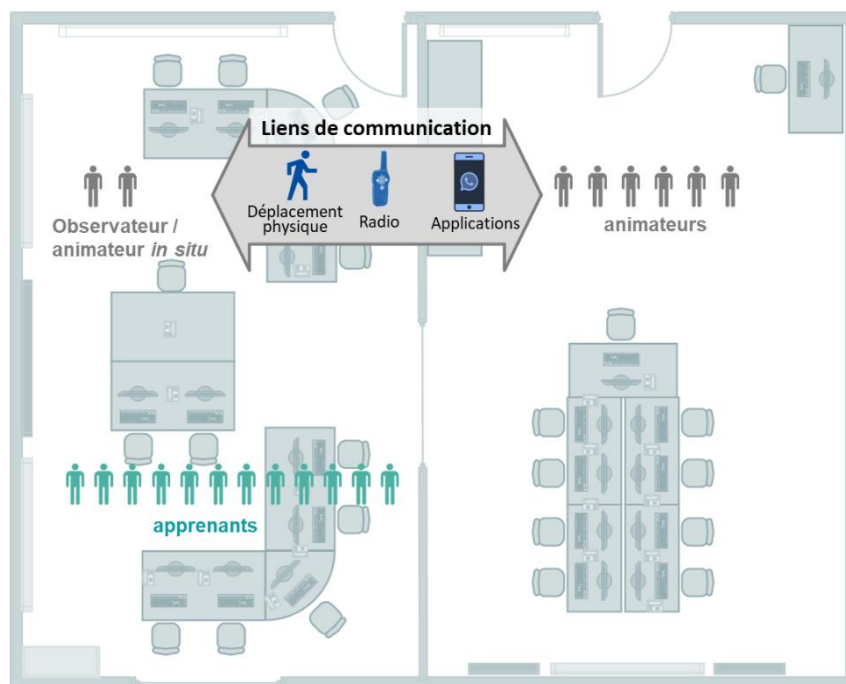 Liens de communication
Déplacement
physique
Radio
Applications
Observateur /
animateur in situ
animateurs
apprenants